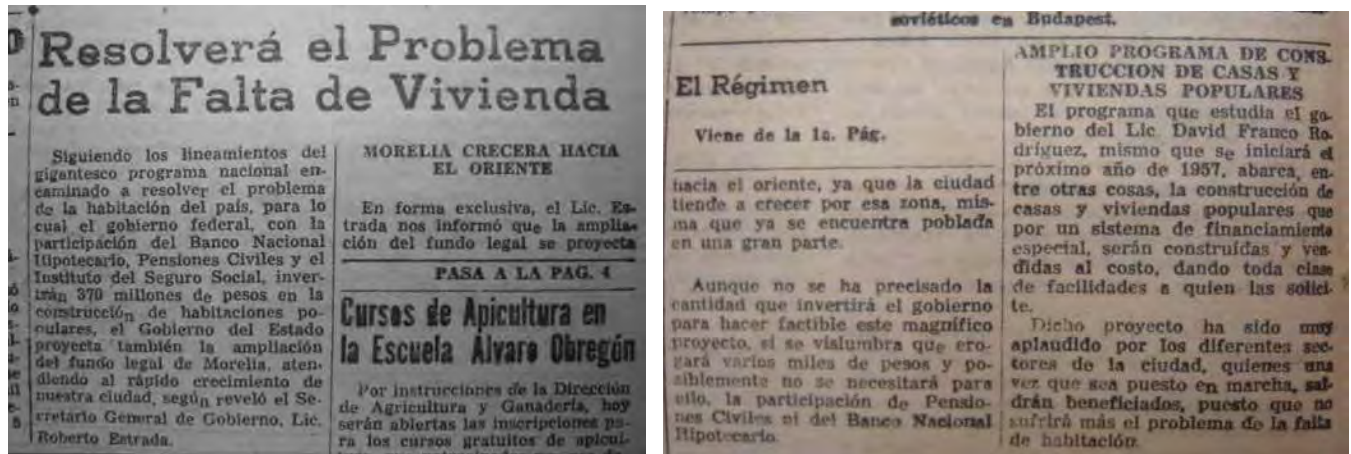 Resolverá el Problema
de la Falta de Vivienda
Siguiendo los lineamientos del
gigantesco programa nacional en-
caminado a resolver el problema
de la habitación del país, para lo
cual el gobierno federal, con la
participación del Banco Nacional
Hipotecario, Pensiones Civiles y el
Instituto del Seguro Social, inver-
tirán 370 millones de pesos en la
construcción de habitaciones po-
pulares, el Gobierno del Estado
proyecta también la ampliación
del fundo legal de Morelia, aten-
diendo al rápido crecimiento de
nuestra ciudad, según reveló el Se-
cretario General de Gobierno, Lic.
Roberto Estrada.
MORELIA CRECERA HACIA
EL ORIENTE
En forma exclusiva, el Lic. Es-
trada nos informó que la amplia-
ción del fundo legal se proyecta
PASA A LA PAG. 4
Cursos de Apicultura en
la Escuela Alvaro Obregón
Por instrucciones de la Dirección
de Agricultura y Ganadería, hoy
serán abiertas las inscripciones pa-
ra los cursos gratuitos de apicul-
soviéticos en Budapest.
El Régimen
Viene de la 1a. Pág.
hacia el oriente, ya que la ciudad
tiende a crecer por esa zona, mis-
ma que ya se encuentra poblada
en una gran parte.
Aunque no se ha precisado la
cantidad que invertirá el gobierno
para hacer factible este magnífico
proyecto, si se vislumbra que ero-
gará varios miles de pesos y po-
siblemente no se necesitará para
ello, la participación de Pensio-
nes Civiles ni del Banco Nacional
Hipotecario.
AMPLIO PROGRAMA DE CONS-
TRUCCION DE CASAS Y
VIVIENDAS POPULARES
El programa que estudia el go-
bierno del Lic. David Franco Ro-
dríguez, mismo que se iniciará el
próximo año de 1957, abarca, en-
tre otras cosas, la construcción de
casas y viviendas populares que
por un sistema de financiamiento
especial, serán construídas y ven-
didas al costo, dando toda clase
de facilidades a quien las solici-
te.
Dicho proyecto ha sido muy
aplaudido por los diferentes sec-
tores de la ciudad, quienes una
vez que sea puesto en marcha, sal-
drán beneficiados, puesto que no
sufrirá más el problema de la falta
de habitación.